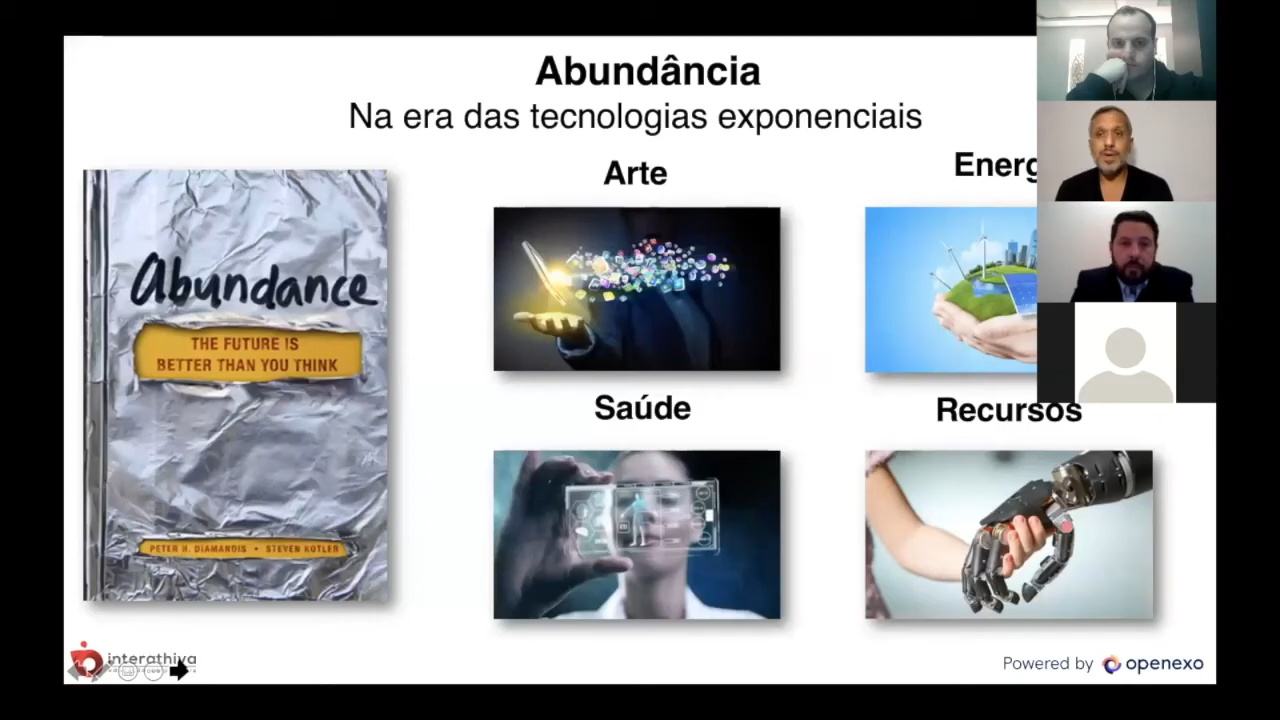 Abundância
Na era das tecnologias exponenciais
Arte
Energ
abundance
THE FUTURE IS
BETTER THAN YOU THINK
Saúde
Recursos
PETER H. DIAMANDIS • STEVEN KOTLER
interathiva
Powered by openexo